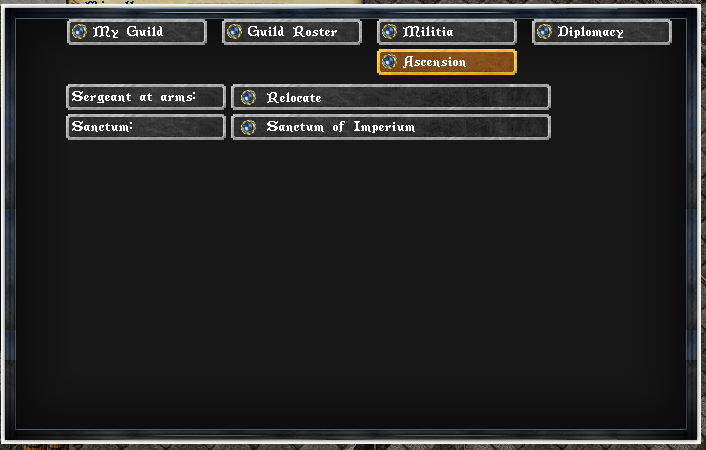 My Guild
Guild Roster
Militia
Diplomacy
Ascension
Sergeant at arms:
Relocate
Sanctum:
Sanctum of Imperium